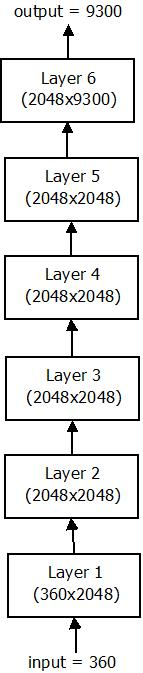 output = 9300
Layer 6
(2048x9300)
Layer 5
(2048x2048)
Layer 4
(2048x2048)
Layer 3
(2048x2048)
Layer 2
(2048x2048)
Layer 1
(360x2048)
input = 360